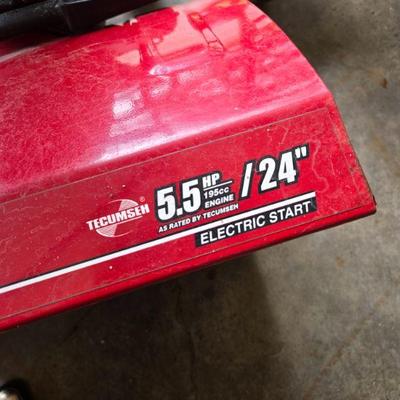 TECUMSEH
5.5 HP 195cc ENGINE / 24"
AS RATED BY TECUMSEH
ELECTRIC START